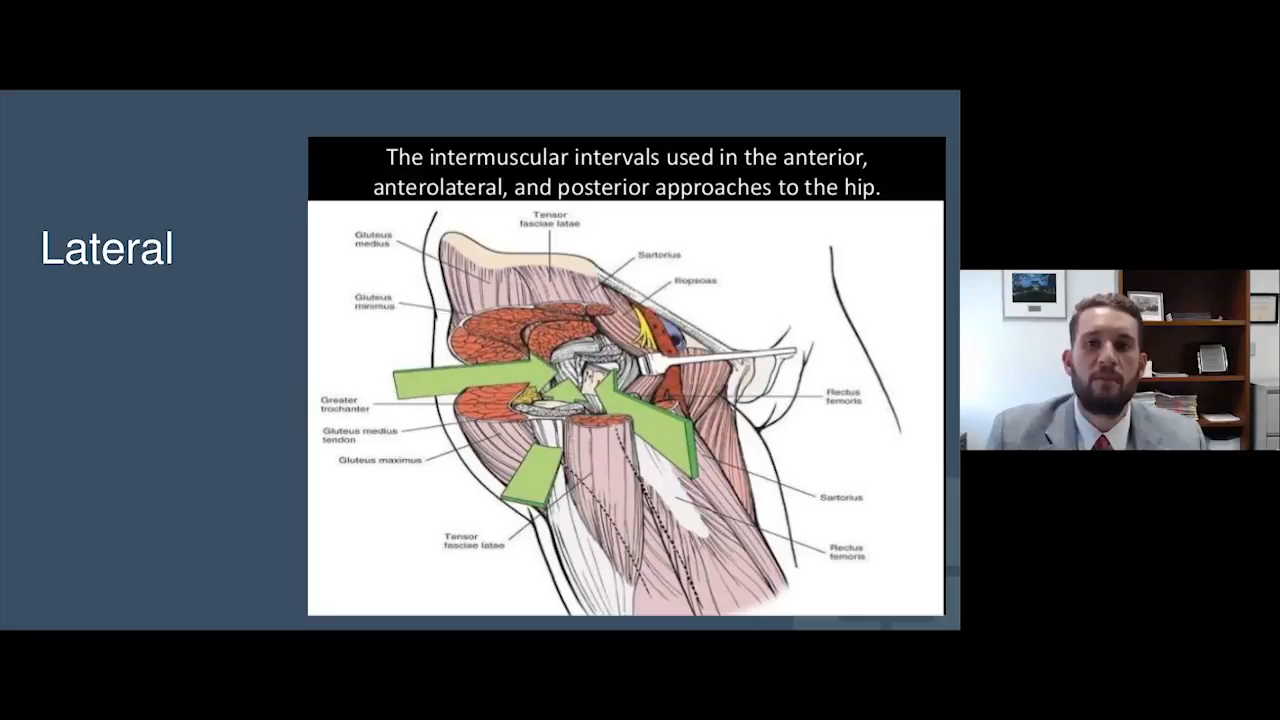 The intermuscular intervals used in the anterior,
anterolateral, and posterior approaches to the hip.
Lateral
Tensor
fasciae latae
Gluteus
medius
Sartorius
Iliopsoas
Gluteus
minimus
Greater
trochanter
Rectus
femoris
Gluteus medius
tendon
Gluteus maximus
Sartorius
Tensor
fasciae latae
Rectus
femoris